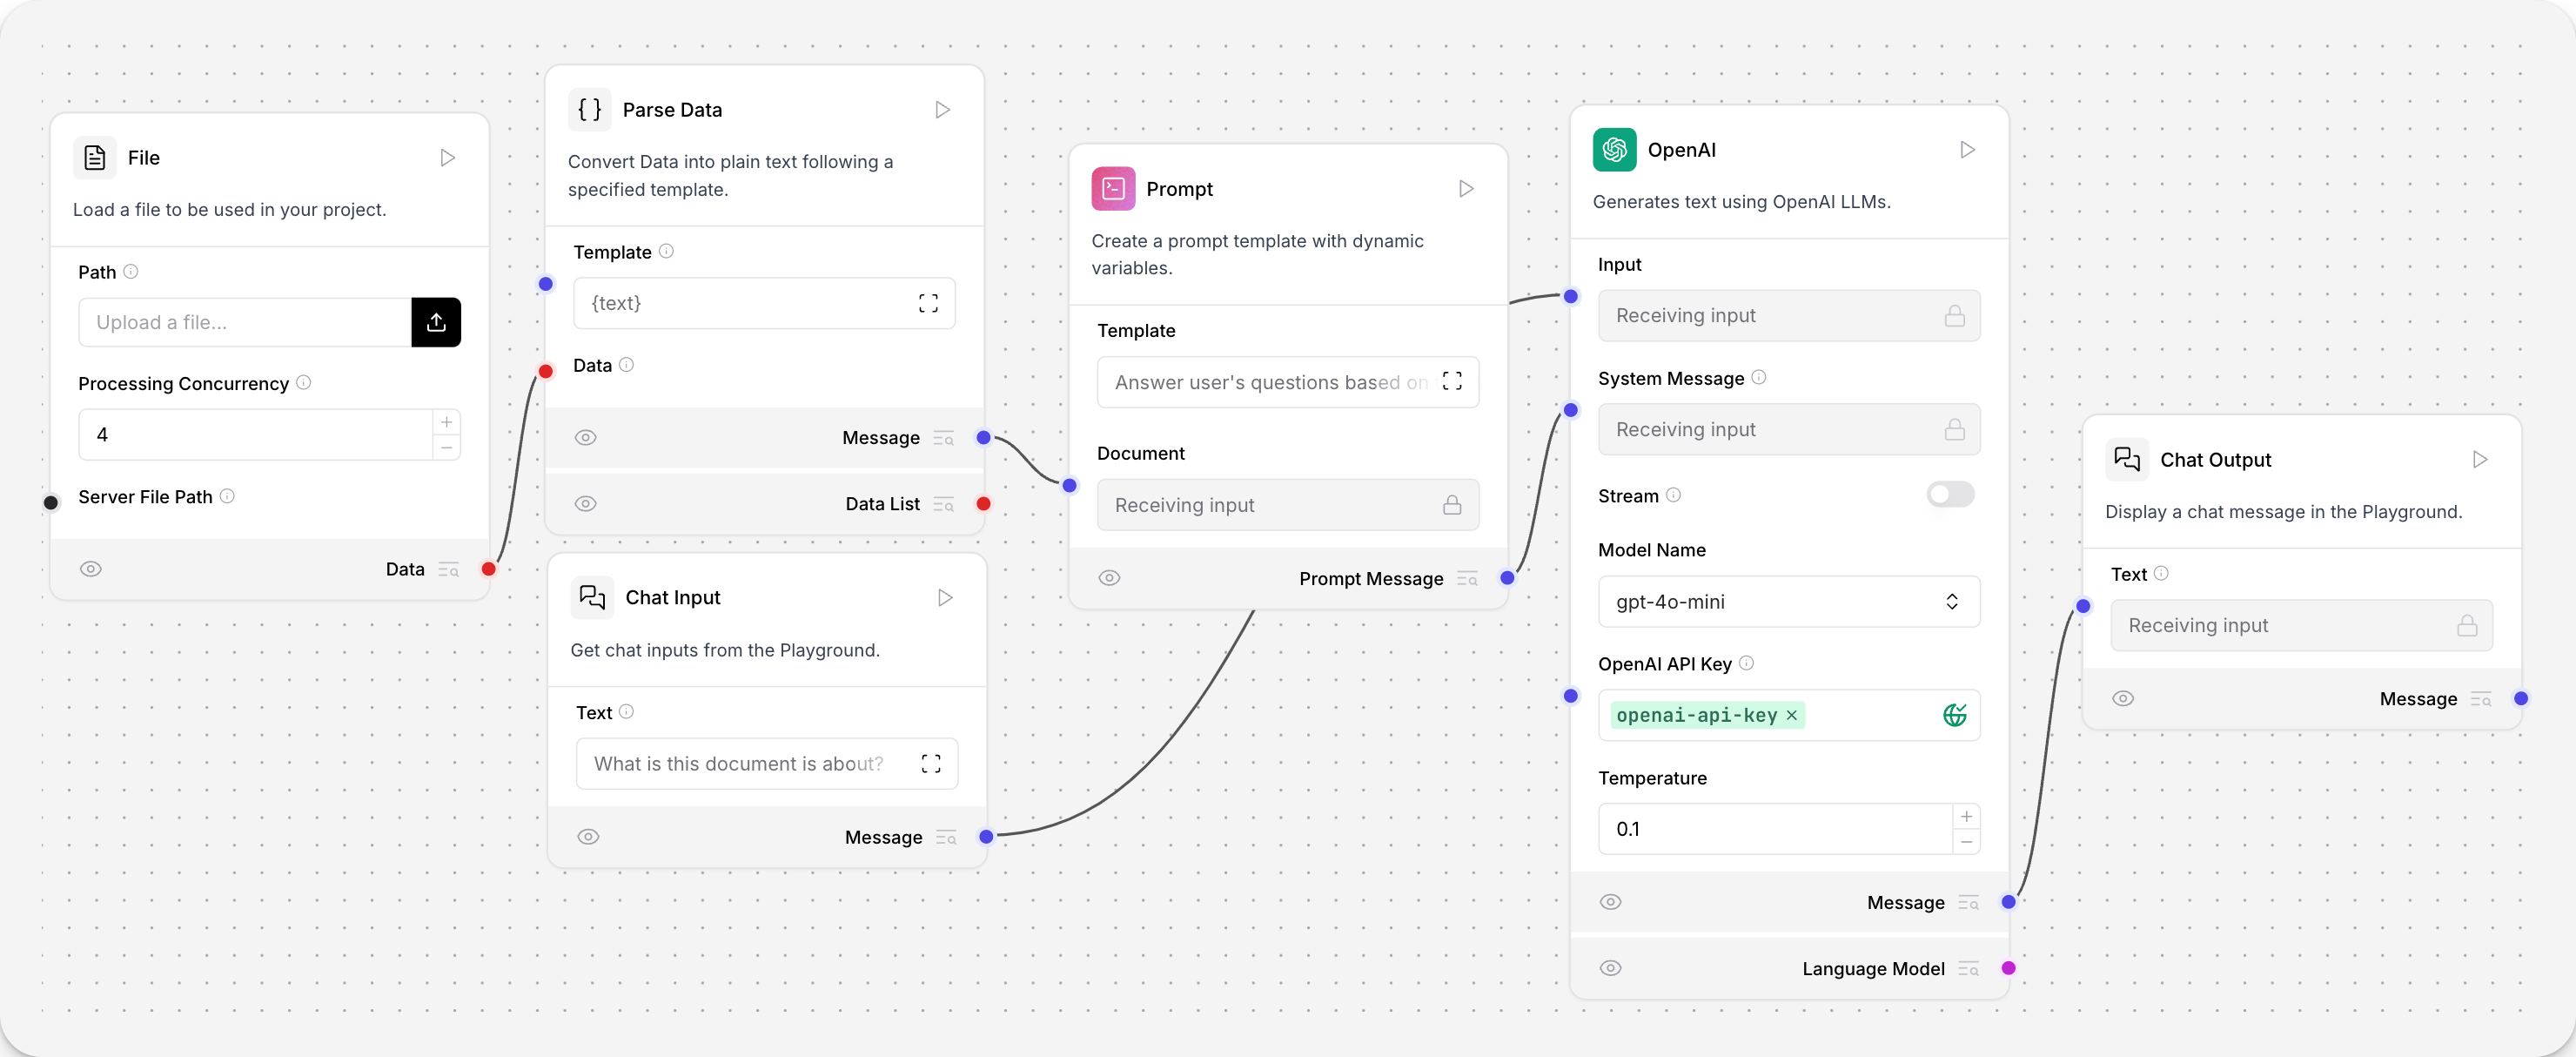 File
Load a file to be used in your project.
Path
Upload a file...
Processing Concurrency
4
Server File Path
Data
{ } Parse Data
Convert Data into plain text following a
specified template.
Template
{text}
Data
Message
Data List
Chat Input
Get chat inputs from the Playground.
Text
What is this document is about?
Message
Prompt
Create a prompt template with dynamic
variables.
Template
Answer user's questions based on
Document
Receiving input
Prompt Message
OpenAI
Generates text using OpenAI LLMs.
Input
Receiving input
System Message
Receiving input
Stream
Model Name
gpt-4o-mini
OpenAI API Key
openai-api-key ×
Temperature
0.1
Message
Language Model
Chat Output
Display a chat message in the Playground.
Text
Receiving input
Message